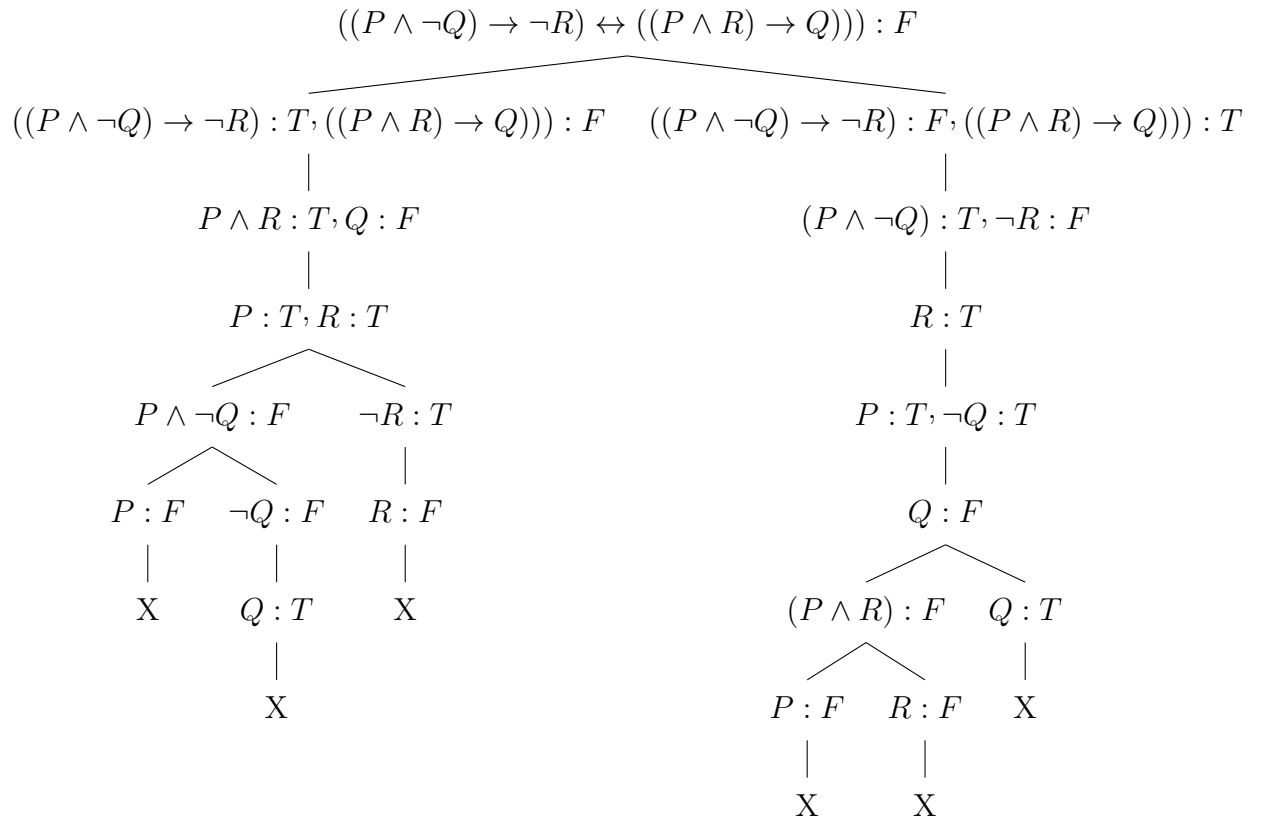 ((P ∧ ¬Q) → ¬R) ↔ ((P ∧ R) → Q))) : F
((P ∧ ¬Q) → ¬R) : T, ((P ∧ R) → Q))) : F
((P ∧ ¬Q) → ¬R) : F, ((P ∧ R) → Q))) : T
P ∧ R : T, Q : F
(P ∧ ¬Q) : T, ¬R : F
P : T, R : T
R : T
P ∧ ¬Q : F
¬R : T
P : T, ¬Q : T
P : F
¬Q : F
R : F
Q : F
X
Q : T
X
(P ∧ R) : F
Q : T
X
P : F
R : F
X
X
X